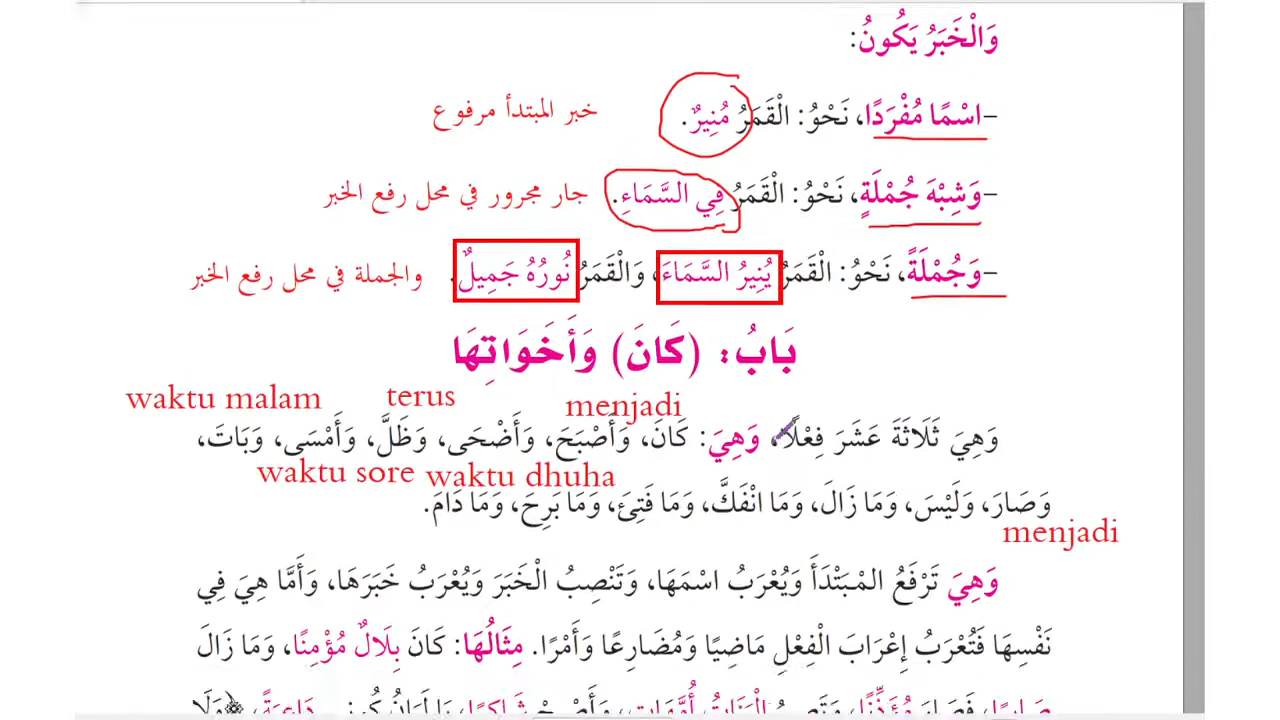 وَالْخَبَرُ يَكُونُ:
-اسْمًا مُفْرَدًا، نَحْوُ: الْقَمَرُ مُنِيرٌ. خبر المبتدأ مرفوع
-وَشِبْهَ جُمْلَةٍ، نَحْوُ: الْقَمَرُ فِي السَّمَاءِ. جار مجرور في محل رفع الخبر
-وَجُمْلَةً، نَحْوُ: الْقَمَرُ يُنِيرُ السَّمَاءَ، وَالْقَمَرُ نُورُهُ جَمِيلٌ. والجملة في محل رفع الخبر
بَابُ: (كَانَ) وَأَخَوَاتِهَا
waktu malam terus menjadi
وَهِيَ ثَلَاثَةَ عَشَرَ فِعْلًا، وَهِيَ: كَانَ، وَأَصْبَحَ، وَأَضْحَى، وَظَلَّ، وَأَمْسَى، وَبَاتَ،
waktu sore waktu dhuha
وَصَارَ، وَلَيْسَ، وَمَا زَالَ، وَمَا انْفَكَّ، وَمَا فَتِئَ، وَمَا بَرِحَ، وَمَا دَامَ.
menjadi
وَهِيَ تَرْفَعُ الْمُبْتَدَأَ وَيُعْرَبُ اسْمَهَا، وَتَنْصِبُ الْخَبَرَ وَيُعْرَبُ خَبَرَهَا، وَأَمَّا هِيَ فِي
نَفْسِهَا فَتُعْرَبُ إِعْرَابَ الْفِعْلِ مَاضِيًا وَمُضَارِعًا وَأَمْرًا. مِثَالُهَا: كَانَ بِلَالٌ مُؤْمِنًا، وَمَا زَالَ